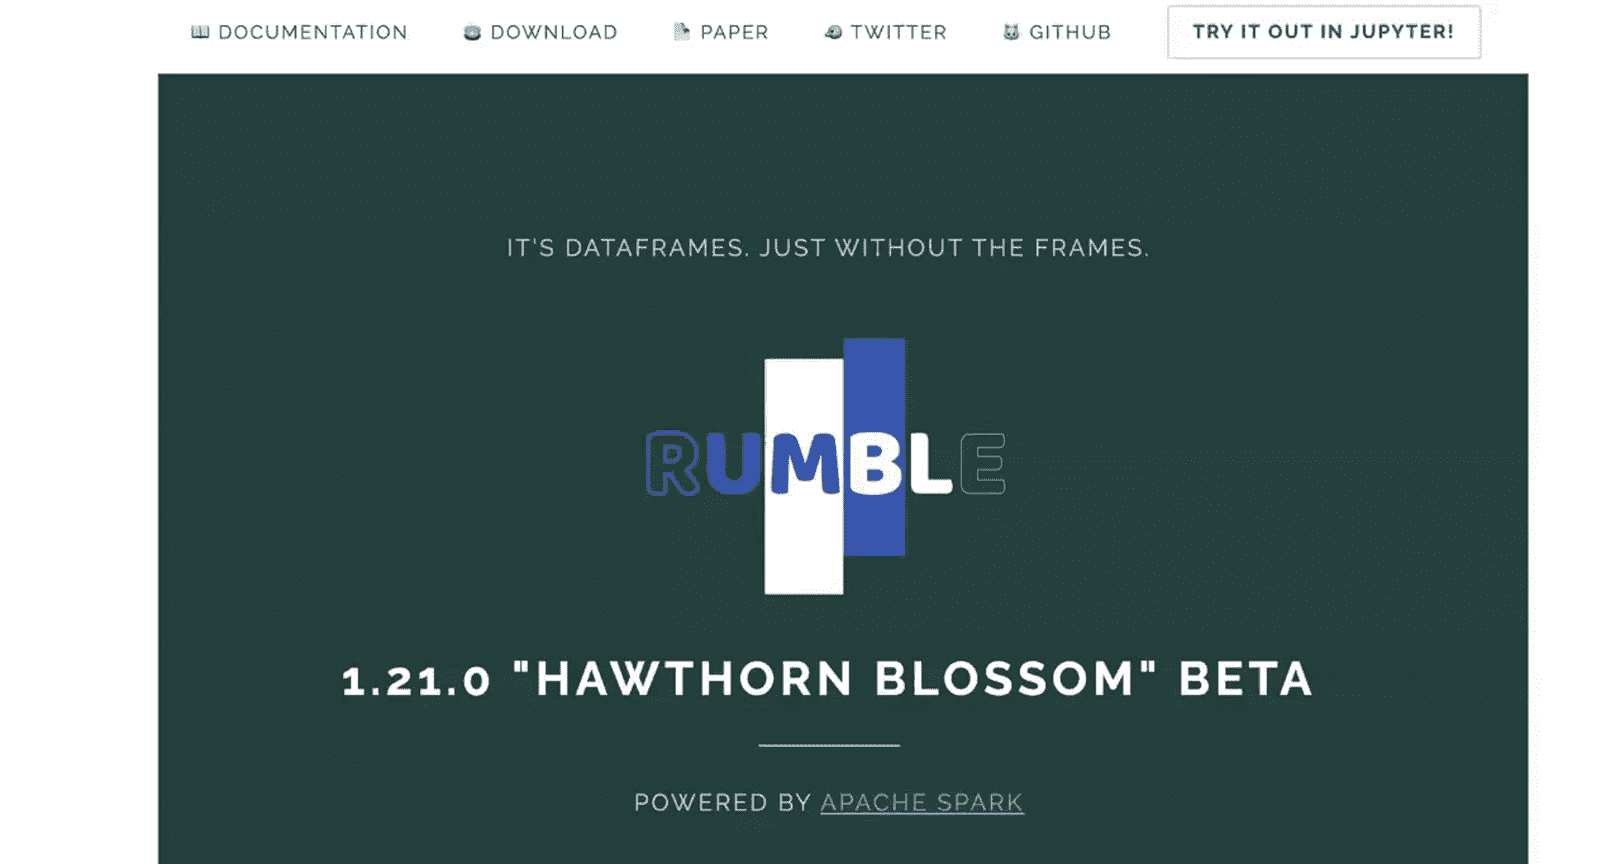 DOCUMENTATION DOWNLOAD PAPER TWITTER GITHUB TRY IT OUT IN JUPYTER!
IT'S DATAFRAMES. JUST WITHOUT THE FRAMES.
RUMBLE
1.21.0 "HAWTHORN BLOSSOM" BETA
POWERED BY APACHE SPARK